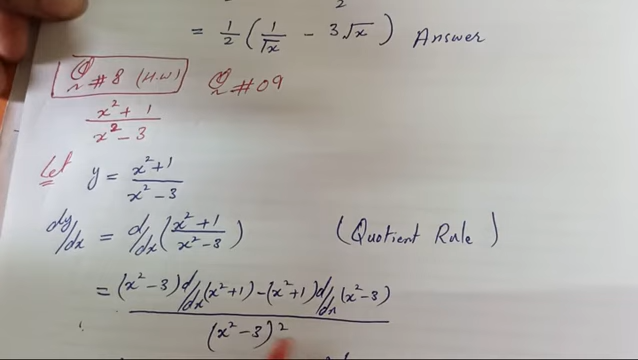 = 1/2 ( 1/√x - 3√x ) Answer
Q#8 (H.W) Q#09
x²+1 / x²-3
Let y = x²+1 / x²-3
dy/dx = d/dx ( x²+1 / x²-3 ) (Quotient Rule)
= (x²-3) d/dx (x²+1) - (x²+1) d/dx (x²-3) / (x²-3)²